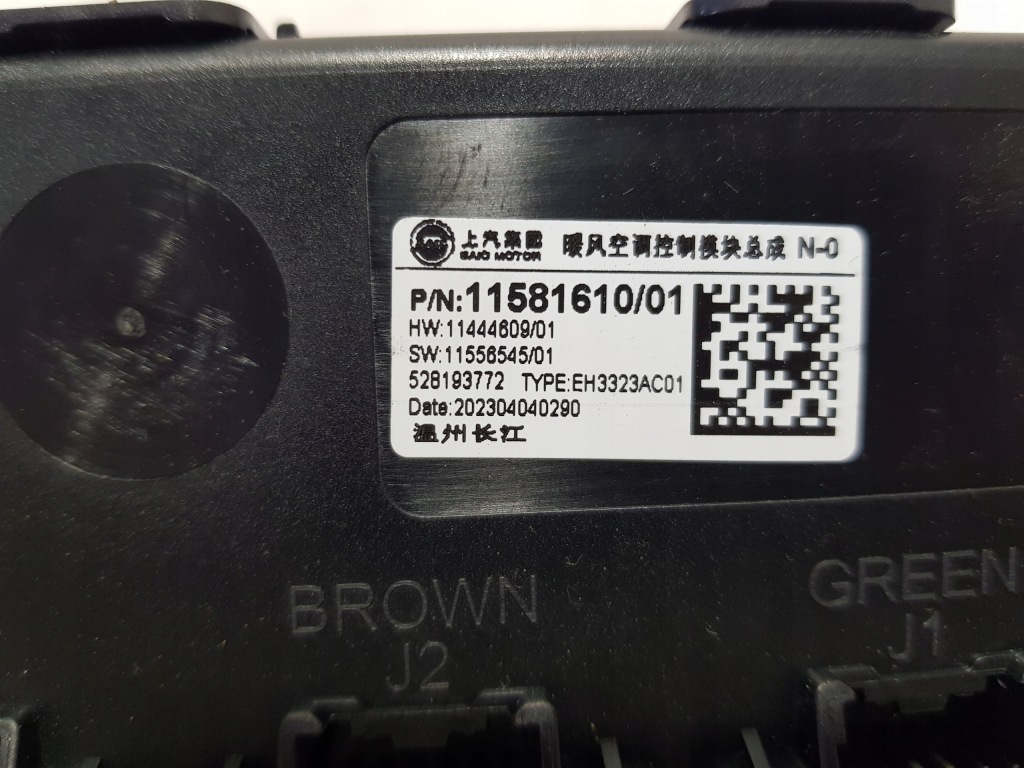 上汽集团 暖风空调控制模块总成 N-0
SAIC MOTOR
P/N:11581610/01
HW:11444609/01
SW:11556545/01
528193772 TYPE:EH3323AC01
Date:202304040290
温州长江
BROWN GREEN
J2 J1